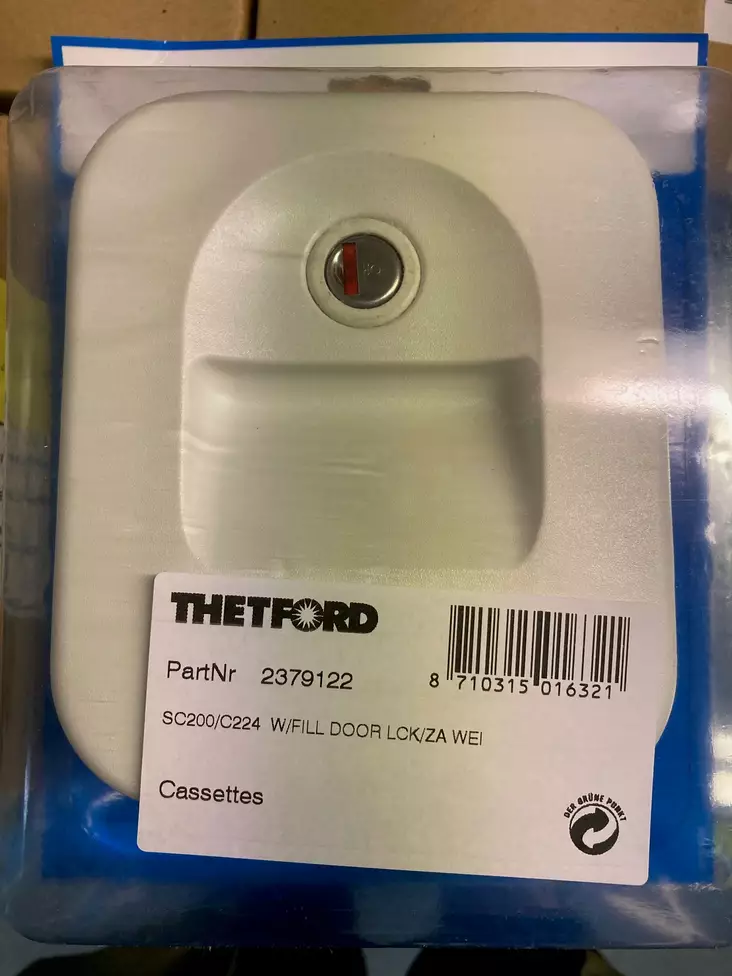 THETFORD
PartNr 2379122
8 710315 016321
SC200/C224 W/FILL DOOR LCK/ZA WEI
Cassettes
DER GRÜNE PUNKT